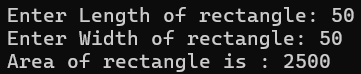 Enter Length of rectangle: 50
Enter Width of rectangle: 50
Area of rectangle is : 2500